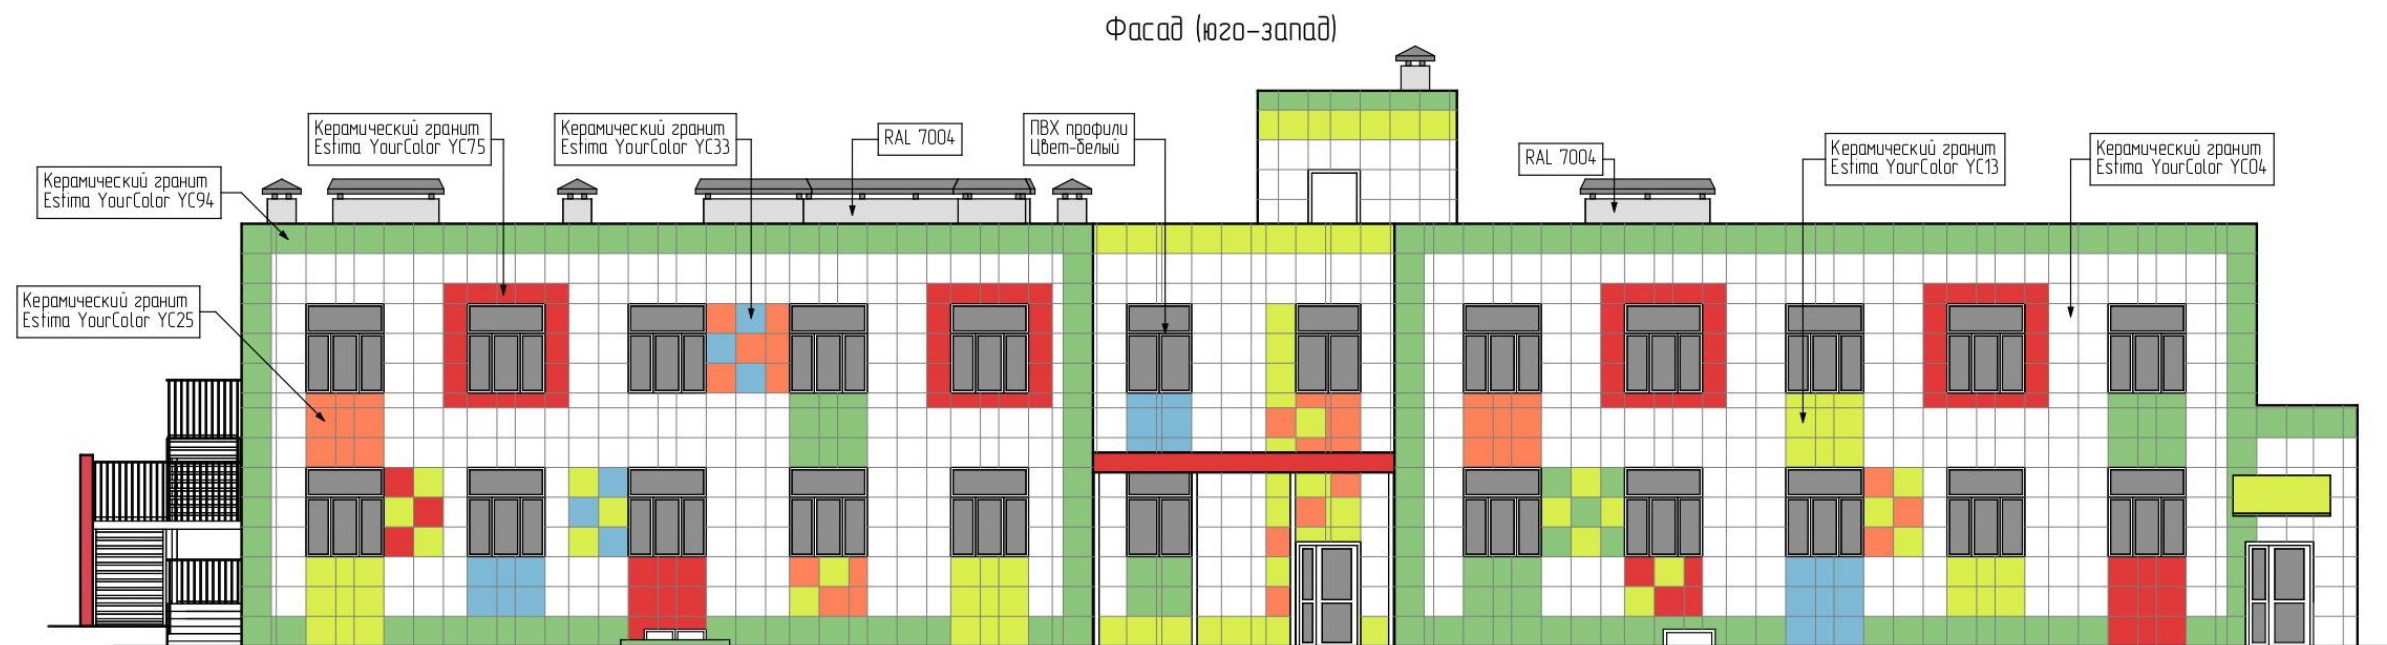 Фасад (юго-запад)
Керамический гранит
Estima YourColor YC75
Керамический гранит
Estima YourColor YC33
RAL 7004
ПВХ профили
Цвет-белый
RAL 7004
Керамический гранит
Estima YourColor YC13
Керамический гранит
Estima YourColor YC04
Керамический гранит
Estima YourColor YC94
Керамический гранит
Estima YourColor YC25